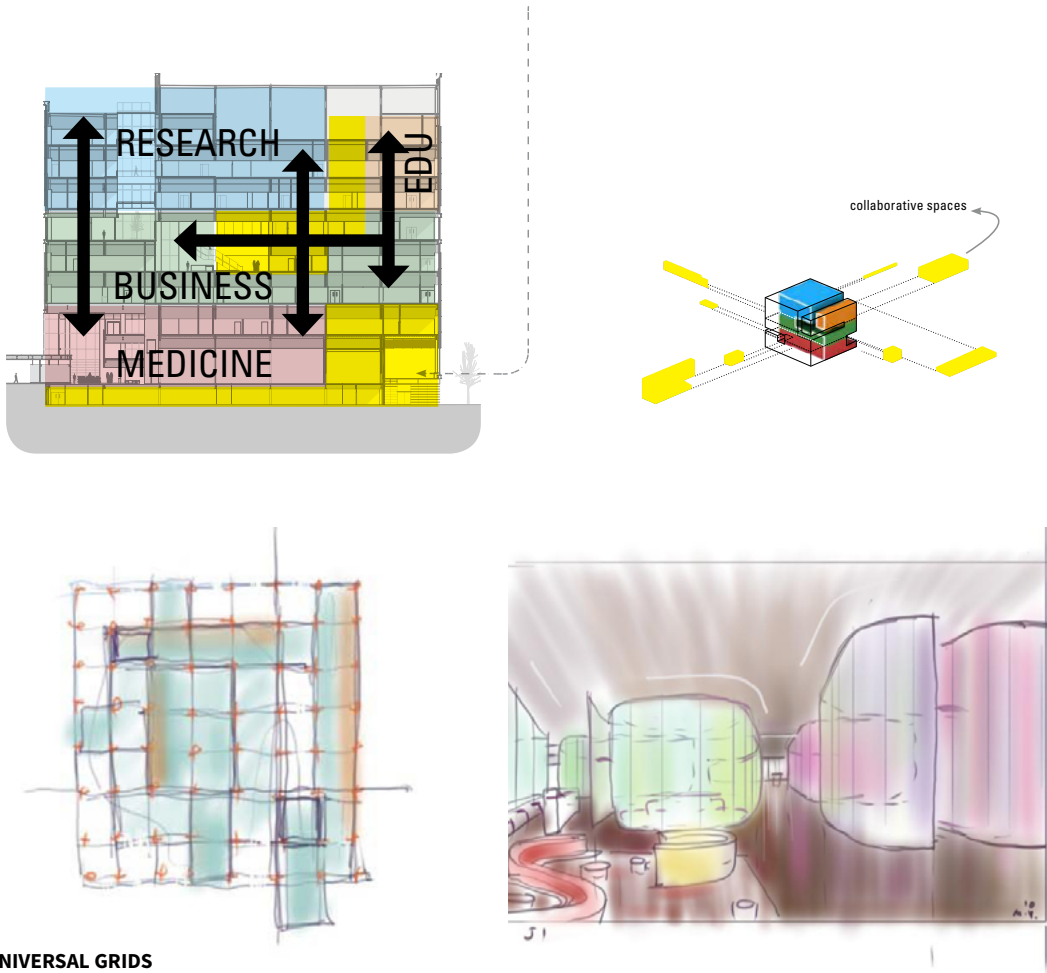 RESEARCH
EDU
collaborative spaces
BUSINESS
MEDICINE
NIVERSAL GRIDS